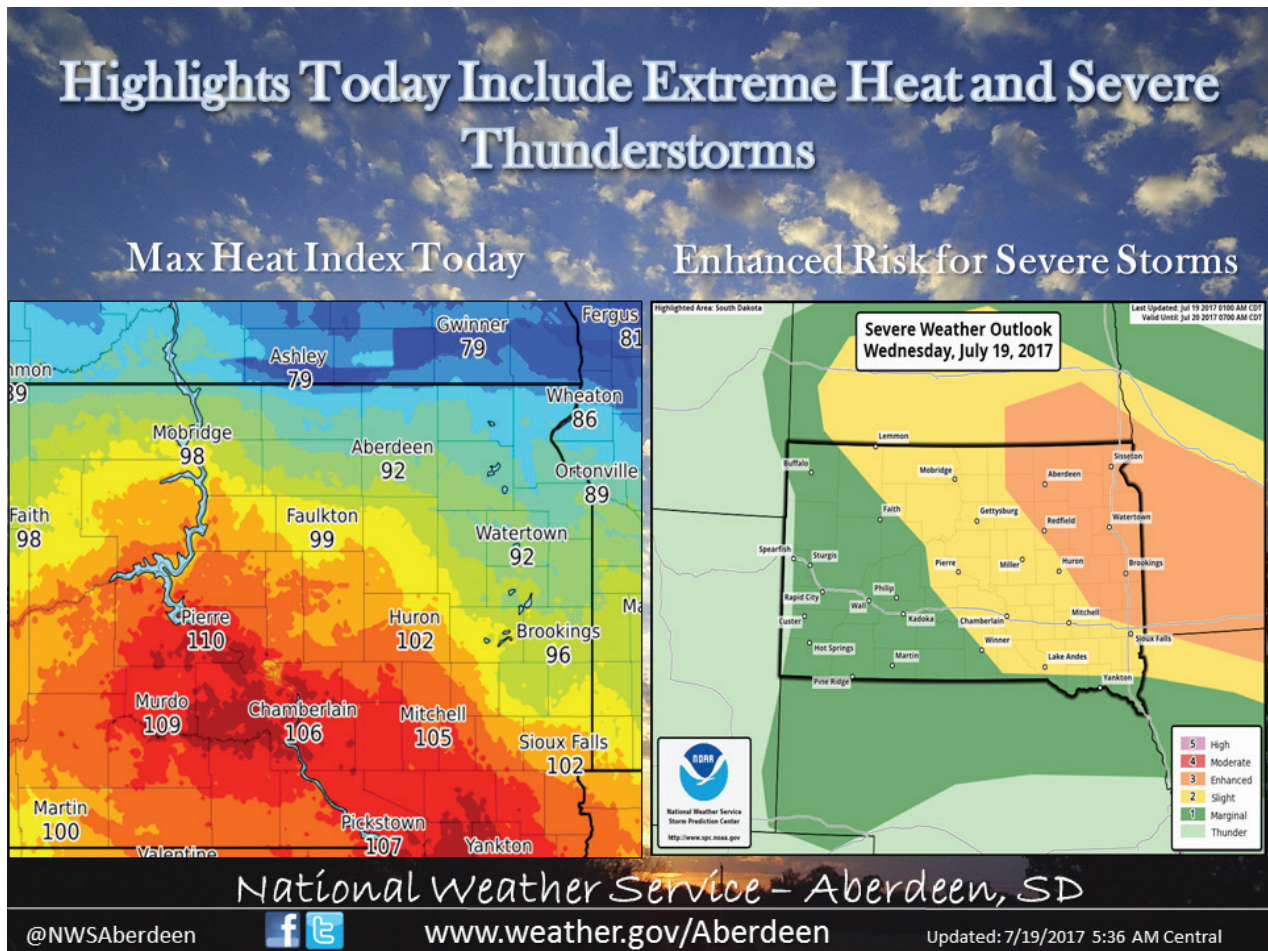 Highlights Today Include Extreme Heat and Severe
Thunderstorms
Max Heat Index Today
Enhanced Risk for Severe Storms
Gwinner
79
Fergus
81
Ashley
79
mmon
89
Wheaton
86
Mobridge
98
Aberdeen
92
Ortonville
89
Faith
98
Faulkton
99
Watertown
92
Ma
Pierre
110
Huron
102
Brookings
96
Murdo
109
Chamberlain
106
Mitchell
105
Sioux Falls
102
Martin
100
Pickstown
107
Valentine
Yankton
Highlighted Area: South Dakota
Last Updated: Jul 19 2017 0100 AM CDT
Valid Until: Jul 20 2017 0700 AM CDT
Severe Weather Outlook
Wednesday, July 19, 2017
Lemmon
Buffalo
Mobridge
Aberdeen
Sisseton
Faith
Gettysburg
Redfield
Watertown
Spearfish
Sturgis
Pierre
Miller
Huron
Brookings
Rapid City
Wall
Philip
Custer
Kadoka
Chamberlain
Mitchell
Sioux Falls
Hot Springs
Martin
Winner
Lake Andes
Pine Ridge
Yankton
NOAA
National Weather Service
Storm Prediction Center
http://www.spc.noaa.gov
5 High
4 Moderate
3 Enhanced
2 Slight
1 Marginal
Thunder
National Weather Service – Aberdeen, SD
@NWSAberdeen
f
t
www.weather.gov/Aberdeen
Updated: 7/19/2017 5:36 AM Central